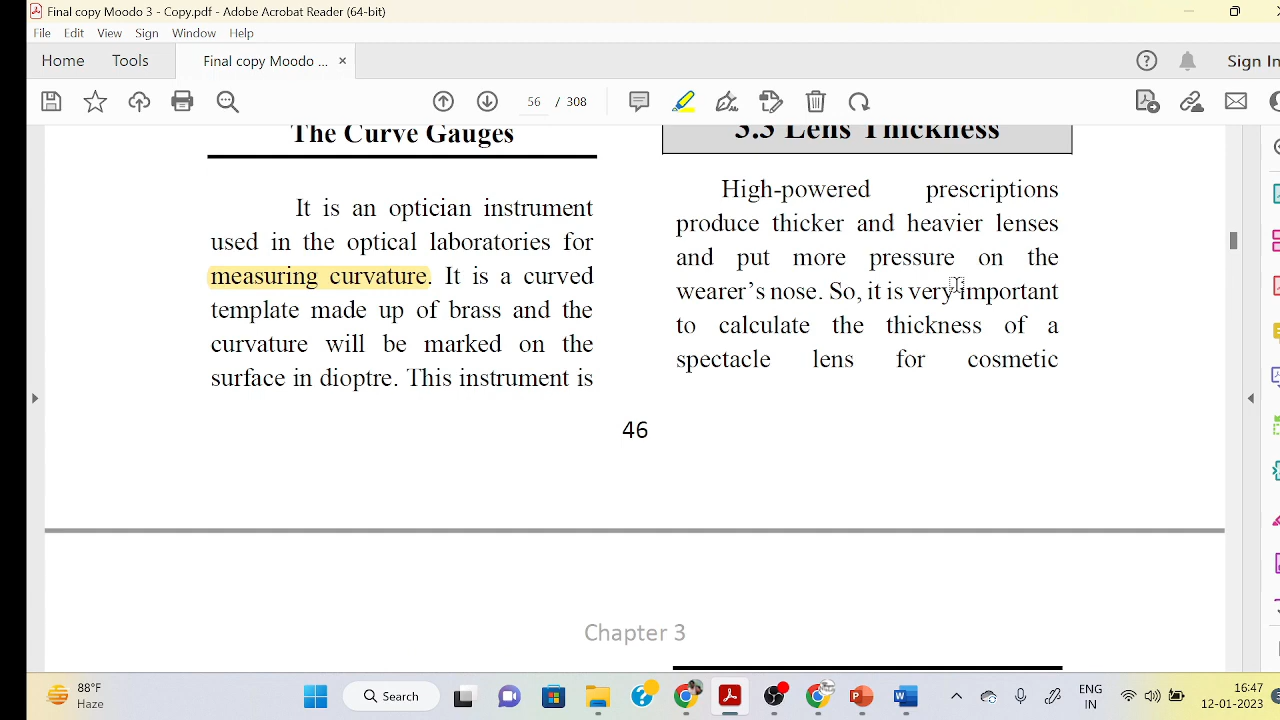 Final copy Moodo 3 - Copy.pdf - Adobe Acrobat Reader (64-bit)
File Edit View Sign Window Help
Home Tools Final copy Moodo ... × Sign In
56 / 308
The Curve Gauges
It is an optician instrument
used in the optical laboratories for
measuring curvature. It is a curved
template made up of brass and the
curvature will be marked on the
surface in dioptre. This instrument is
3.3 Lens Thickness
High-powered prescriptions
produce thicker and heavier lenses
and put more pressure on the
wearer’s nose. So, it is very important
to calculate the thickness of a
spectacle lens for cosmetic
46
Chapter 3
88°F
Haze
Search
ENG
IN
16:47
12-01-2023